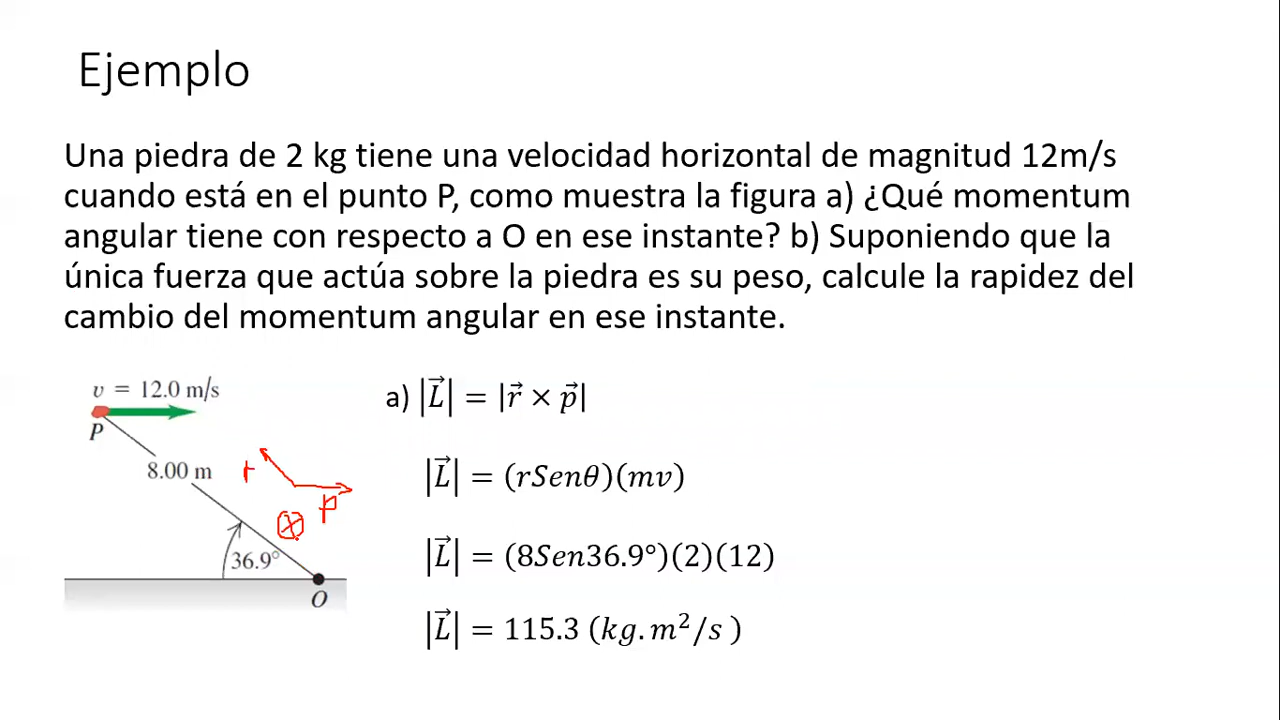 Ejemplo
Una piedra de 2 kg tiene una velocidad horizontal de magnitud 12m/s
cuando está en el punto P, como muestra la figura a) ¿Qué momentum
angular tiene con respecto a O en ese instante? b) Suponiendo que la
única fuerza que actúa sobre la piedra es su peso, calcule la rapidez del
cambio del momentum angular en ese instante.
v = 12.0 m/s
P
8.00 m
r
p
36.9°
O
a) |L⃗| = |r⃗ × p⃗|
|L⃗| = (rSenθ)(mv)
|L⃗| = (8Sen36.9°)(2)(12)
|L⃗| = 115.3 (kg.m²/s )